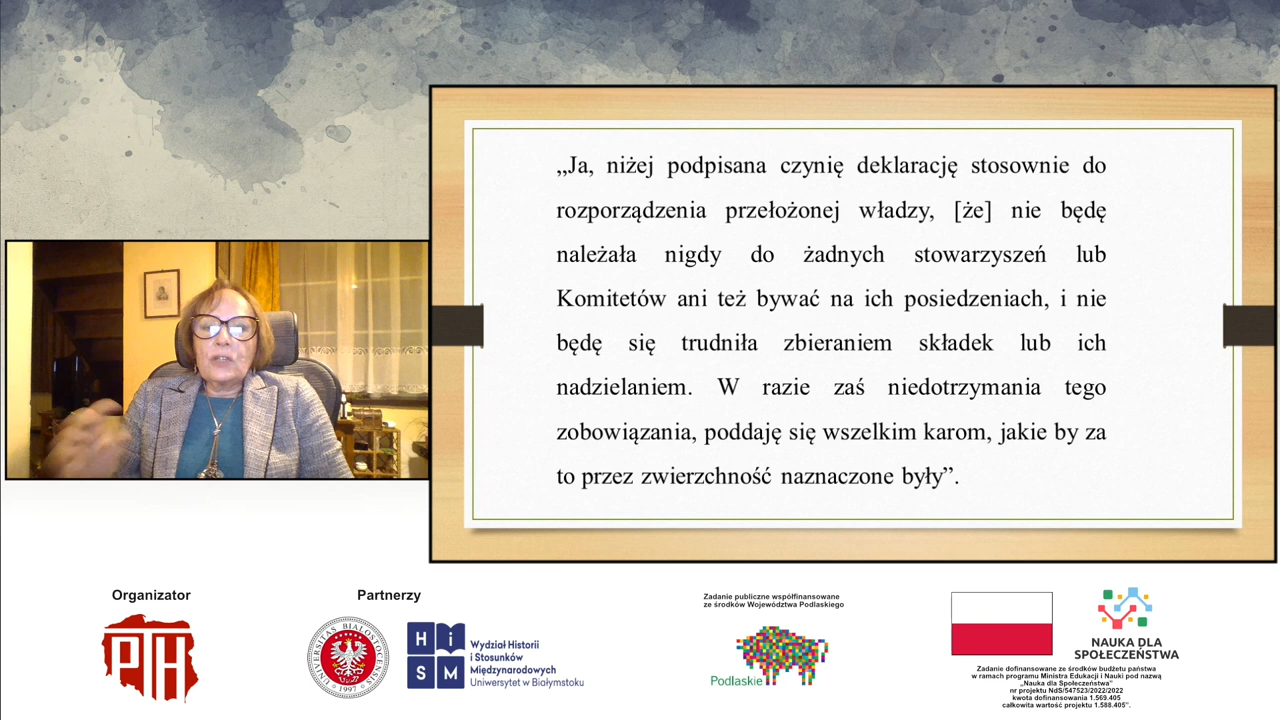 „Ja, niżej podpisana czynię deklarację stosownie do
rozporządzenia przełożonej władzy, [że] nie będę
należała nigdy do żadnych stowarzyszeń lub
Komitetów ani też bywać na ich posiedzeniach, i nie
będę się trudniła zbieraniem składek lub ich
nadzielaniem. W razie zaś niedotrzymania tego
zobowiązania, poddaję się wszelkim karom, jakie by za
to przez zwierzchność naznaczone były”.
Organizator
PTH
Partnerzy
UNIVERSITAS BIALOSTOCENSIS
1997
H i
S M
Wydział Historii
i Stosunków
Międzynarodowych
Uniwersytet w Białymstoku
Zadanie publiczne współfinansowane
ze środków Województwa Podlaskiego
Podlaskie
NAUKA DLA
SPOŁECZEŃSTWA
Zadanie dofinansowane ze środków budżetu państwa
w ramach programu Ministra Edukacji i Nauki pod nazwą
„Nauka dla Społeczeństwa”
nr projektu NdS/547523/2022/2022
kwota dofinansowania 1.569.405
całkowita wartość projektu 1.588.405”.